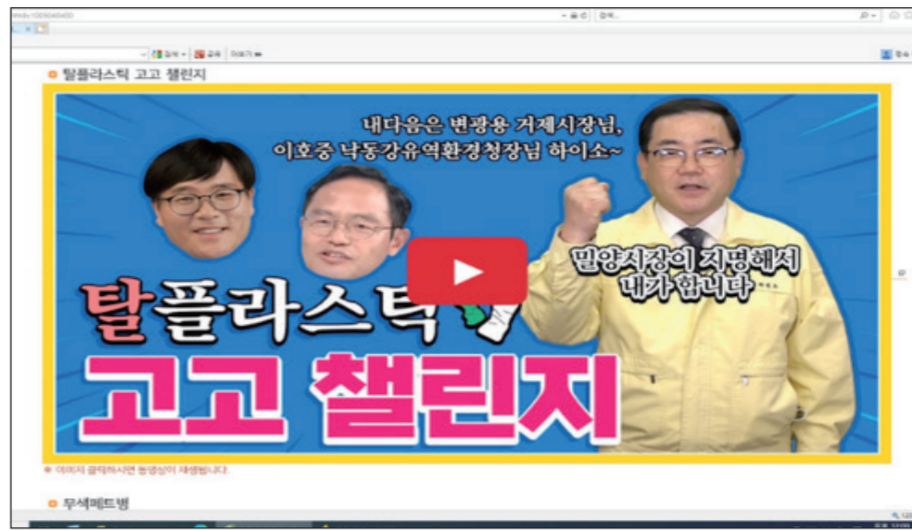 검색...
탈플라스틱 고고 챌린지
내다음은 변광용 거제시장님,
이호중 낙동강유역환경청장님 하이소~
밀양시장이 지명해서
내가 합니다
탈플라스틱
고고 챌린지
※ 이미지 클릭하시면 동영상이 재생됩니다.
무색페트병